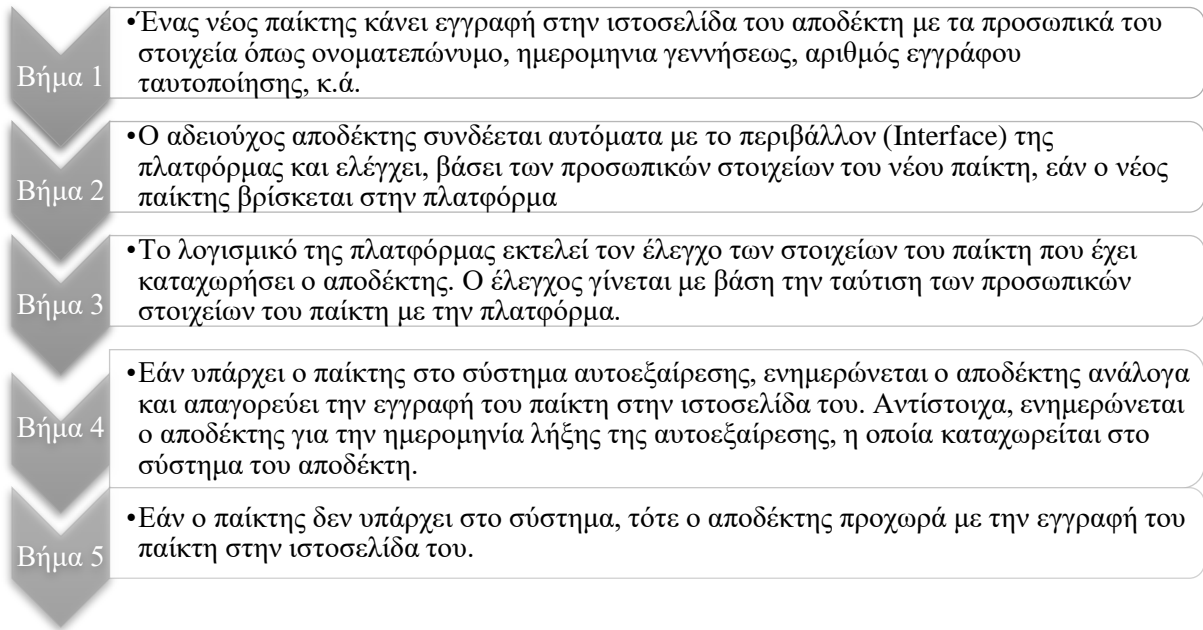 Βήμα 1
•Ένας νέος παίκτης κάνει εγγραφή στην ιστοσελίδα του αποδέκτη με τα προσωπικά του
στοιχεία όπως ονοματεπώνυμο, ημερομηνια γεννήσεως, αριθμός εγγράφου
ταυτοποίησης, κ.ά.
Βήμα 2
•Ο αδειούχος αποδέκτης συνδέεται αυτόματα με το περιβάλλον (Interface) της
πλατφόρμας και ελέγχει, βάσει των προσωπικών στοιχείων του νέου παίκτη, εάν ο νέος
παίκτης βρίσκεται στην πλατφόρμα
Βήμα 3
•Το λογισμικό της πλατφόρμας εκτελεί τον έλεγχο των στοιχείων του παίκτη που έχει
καταχωρήσει ο αποδέκτης. Ο έλεγχος γίνεται με βάση την ταύτιση των προσωπικών
στοιχείων του παίκτη με την πλατφόρμα.
Βήμα 4
•Εάν υπάρχει ο παίκτης στο σύστημα αυτοεξαίρεσης, ενημερώνεται ο αποδέκτης ανάλογα
και απαγορεύει την εγγραφή του παίκτη στην ιστοσελίδα του. Αντίστοιχα, ενημερώνεται
ο αποδέκτης για την ημερομηνία λήξης της αυτοεξαίρεσης, η οποία καταχωρείται στο
σύστημα του αποδέκτη.
Βήμα 5
•Εάν ο παίκτης δεν υπάρχει στο σύστημα, τότε ο αποδέκτης προχωρά με την εγγραφή του
παίκτη στην ιστοσελίδα του.